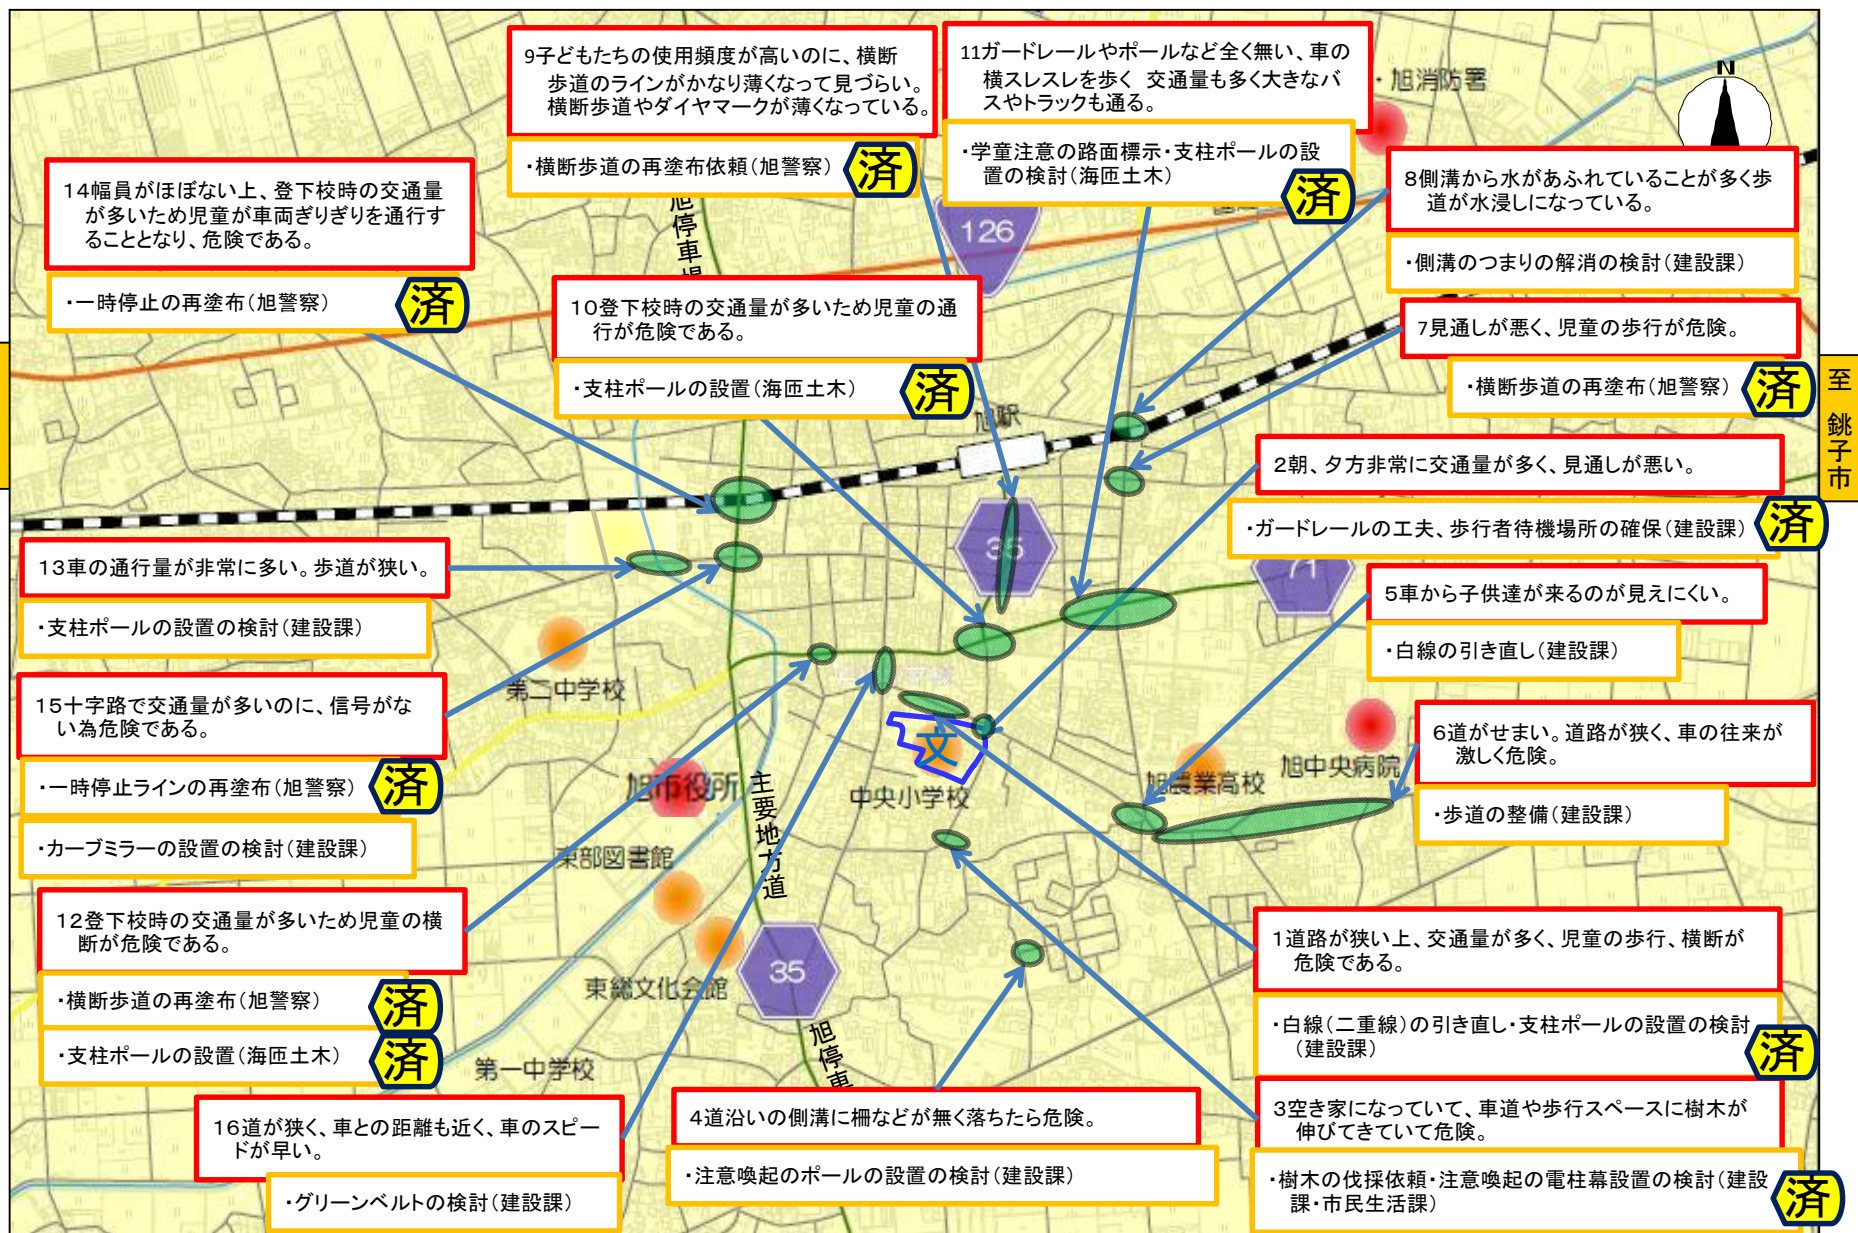 9子どもたちの使用頻度が高いのに、横断
歩道のラインがかなり薄くなって見づらい。
横断歩道やダイヤマークが薄くなっている。
・横断歩道の再塗布依頼(旭警察)
済
11ガードレールやポールなど全く無い、車の
横スレスレを歩く 交通量も多く大きなバ
スやトラックも通る。
・学童注意の路面標示・支柱ポールの設
置の検討(海匝土木)
済
・旭消防署
N
14幅員がほぼない上、登下校時の交通量
が多いため児童が車両ぎりぎりを通行す
ることとなり、危険である。
・一時停止の再塗布(旭警察)
済
8側溝から水があふれていることが多く歩
道が水浸しになっている。
・側溝のつまりの解消の検討(建設課)
旭停車場
126
10登下校時の交通量が多いため児童の通
行が危険である。
・支柱ポールの設置(海匝土木)
済
7見通しが悪く、児童の歩行が危険。
・横断歩道の再塗布(旭警察)
済
至 銚子市
旭駅
2朝、夕方非常に交通量が多く、見通しが悪い。
・ガードレールの工夫、歩行者待機場所の確保(建設課)
済
35
71
13車の通行量が非常に多い。歩道が狭い。
・支柱ポールの設置の検討(建設課)
5車から子供達が来るのが見えにくい。
・白線の引き直し(建設課)
第二中学校
15十字路で交通量が多いのに、信号がな
い為危険である。
・一時停止ラインの再塗布(旭警察)
済
・カーブミラーの設置の検討(建設課)
6道がせまい。道路が狭く、車の往来が
激しく危険。
・歩道の整備(建設課)
文
中央小学校
旭農業高校
旭中央病院
旭市役所
主要地方道
東部図書館
12登下校時の交通量が多いため児童の横
断が危険である。
・横断歩道の再塗布(旭警察)
済
・支柱ポールの設置(海匝土木)
済
1道路が狭い上、交通量が多く、児童の歩行、横断が
危険である。
・白線(二重線)の引き直し・支柱ポールの設置の検討
(建設課)
済
35
東総文化会館
旭停車
第一中学校
16道が狭く、車との距離も近く、車のスピー
ドが早い。
・グリーンベルトの検討(建設課)
4道沿いの側溝に柵などが無く落ちたら危険。
・注意喚起のポールの設置の検討(建設課)
3空き家になっていて、車道や歩行スペースに樹木が
伸びてきていて危険。
・樹木の伐採依頼・注意喚起の電柱幕設置の検討(建設
課・市民生活課)
済